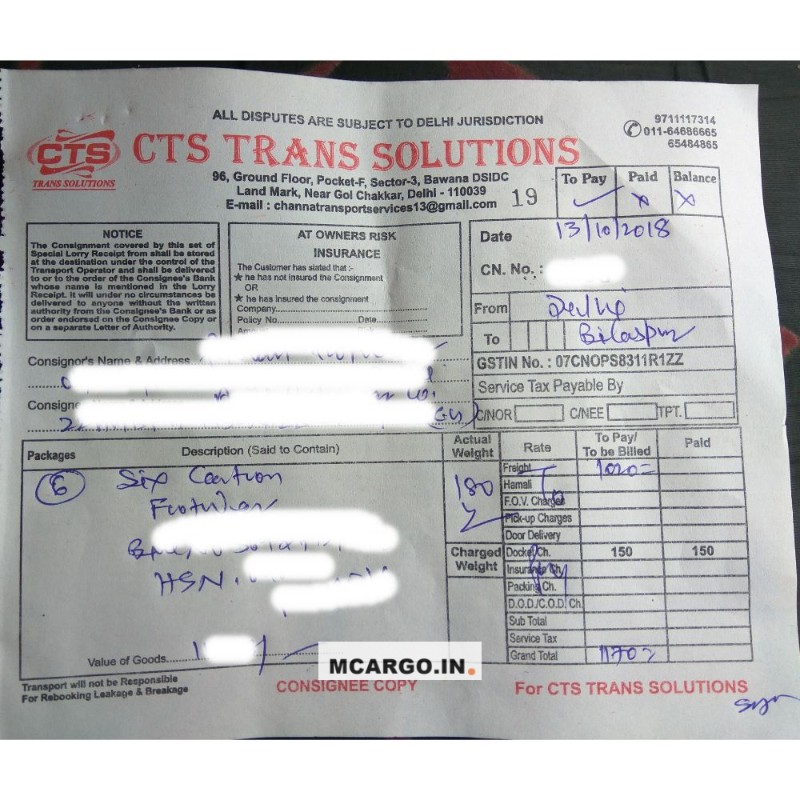 ALL DISPUTES ARE SUBJECT TO DELHI JURISDICTION
9711117314
011-64686665
65484865
CTS
TRANS SOLUTIONS
CTS TRANS SOLUTIONS
96, Ground Floor, Pocket-F, Sector-3, Bawana DSIDC
Land Mark, Near Gol Chakkar, Delhi - 110039
E-mail : channatransportservices13@gmail.com
19
To Pay Paid Balance
NOTICE
The Consignment covered by this set of
Special Lorry Receipt from shall be stored
at the destination under the control of the
Transport Operator and shall be delivered
to or to the order of the Consignee's Bank
whose name is mentioned in the Lorry
Receipt. It will under no circumstances be
delivered to anyone without the written
authority from the Consignee's Bank or as
order endorsed on the Consignee Copy or
on a separate Letter of Authority.
AT OWNERS RISK
INSURANCE
The Customer has stated that :-
★ he has not insured the Consignment
OR
★ he has insured the consignment
Company
Policy No. Date
Date 13/10/2018
CN. No. :
From Delhi
To Bilaspur
GSTIN No. : 07CNOPS8311R1ZZ
Service Tax Payable By
C/NOR C/NEE TPT.
Consignor's Name & Address
Consigne
Packages Description (Said to Contain) Actual Weight Rate To Pay/ To be Billed Paid
6 Six Carton
HSN.
180
Freight 1020=
Hamali
F.O.V. Charges
Pick-up Charges
Door Delivery
Charged Weight
Docket Ch. 150 150
Insurance Ch.
Packing Ch.
D.O.D./C.O.D. Ch.
Sub Total
Service Tax
Grand Total 1170=
Value of Goods
MCARGO.IN.
Transport will not be Responsible
For Rebooking Leakage & Breakage
CONSIGNEE COPY
For CTS TRANS SOLUTIONS